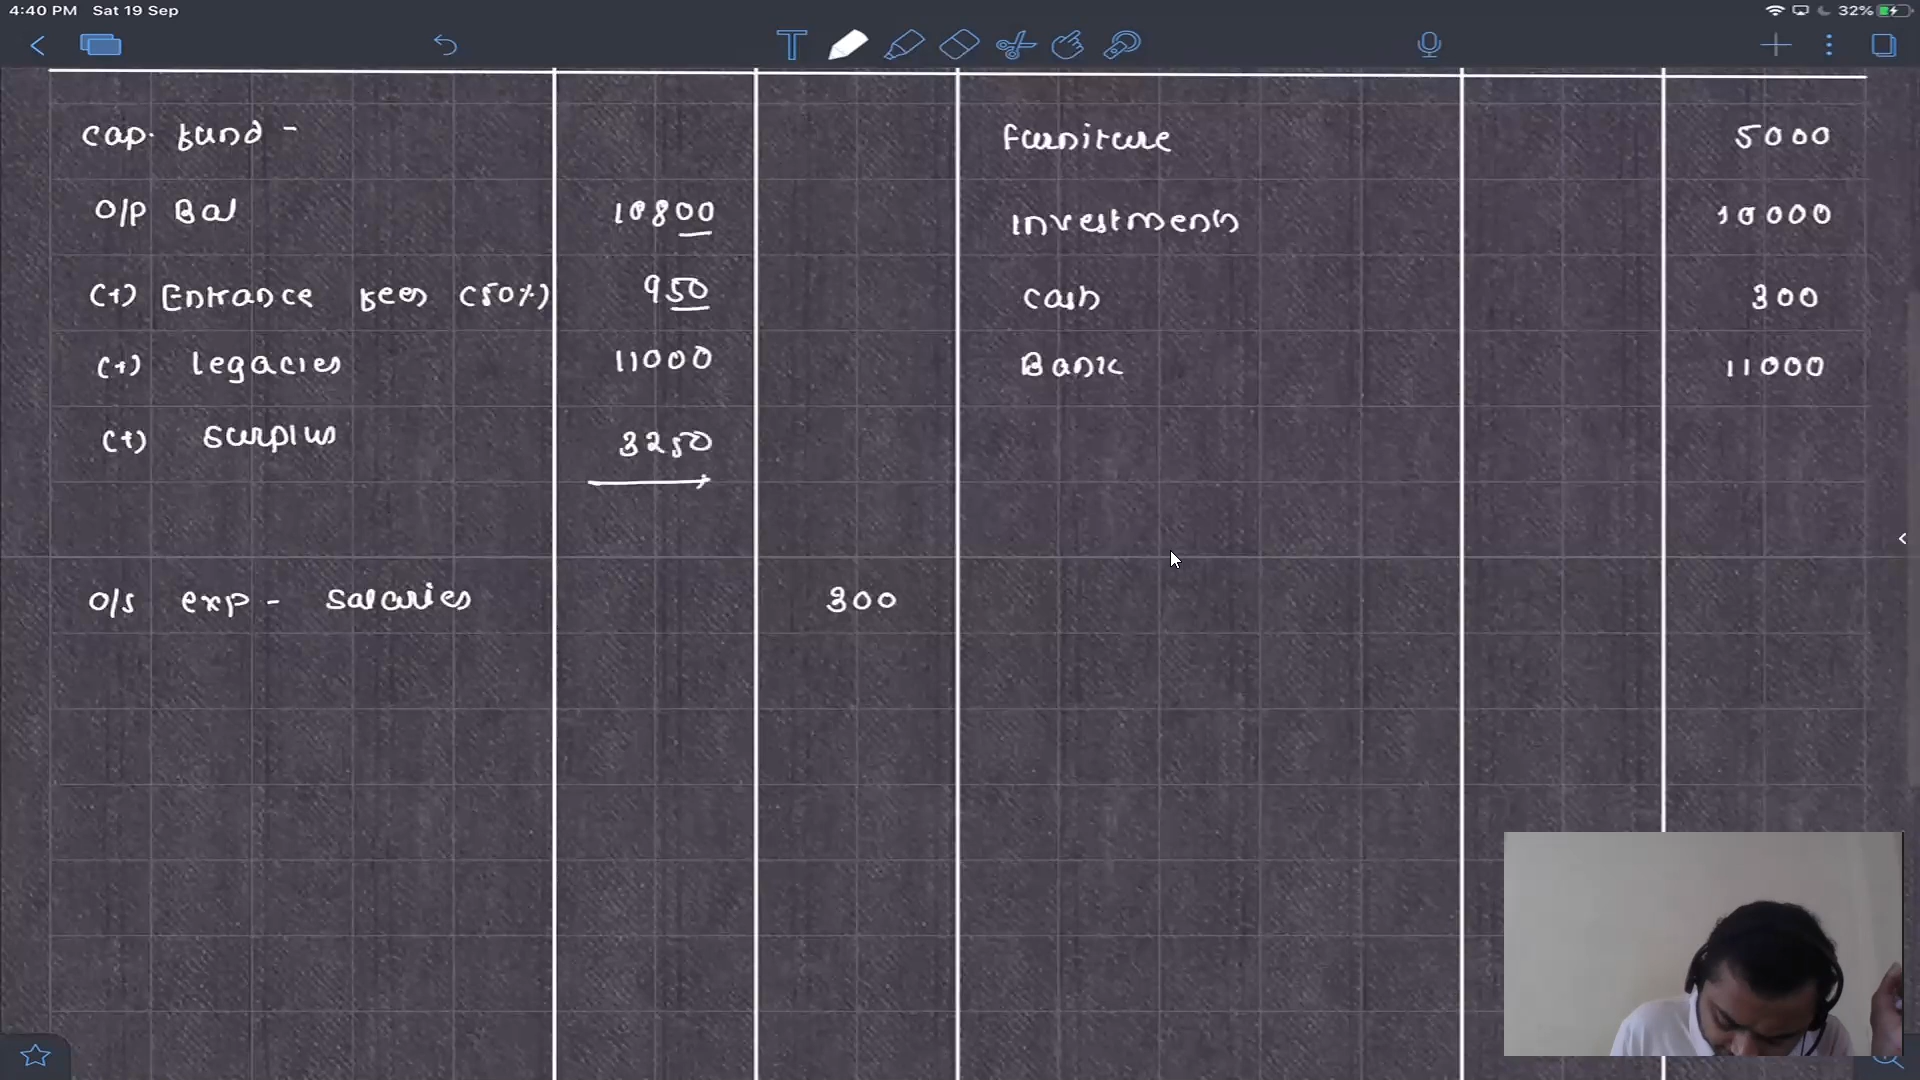 4:40 PM Sat 19 Sep
32%
T
Cap. fund -
O/P Bal 10800
(+) Entrance fees (50%) 950
(+) legacies 11000
(+) Surplus 3250
O/s exp - Salaries 300
Furniture 5000
Investments 10000
Cash 300
Bank 11000